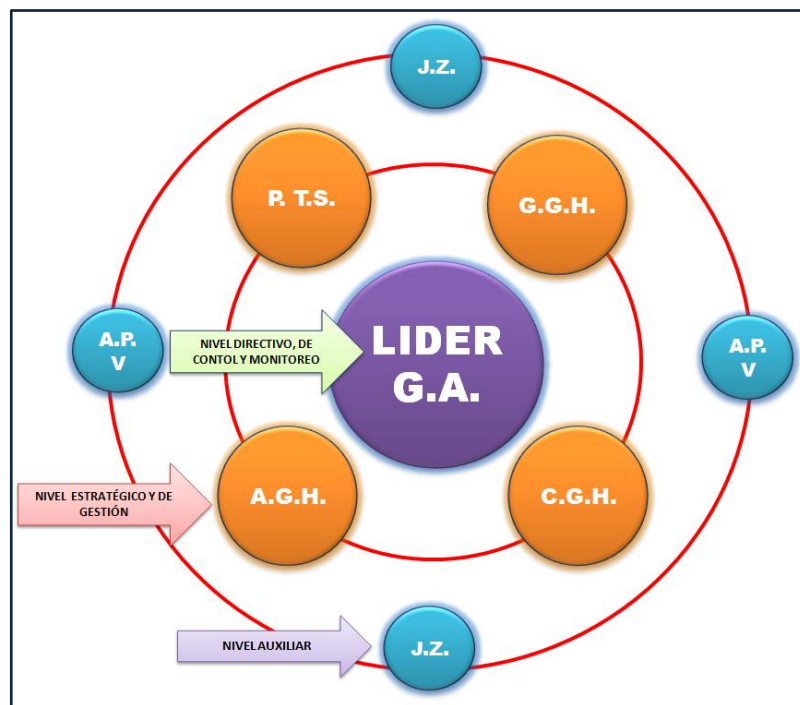 J.Z.
P. T.S.
G.G.H.
A.P.
V
NIVEL DIRECTIVO, DE
CONTOL Y MONITOREO
LIDER
G.A.
A.P.
V
NIVEL ESTRATÉGICO Y DE
GESTIÓN
A.G.H.
C.G.H.
NIVEL AUXILIAR
J.Z.